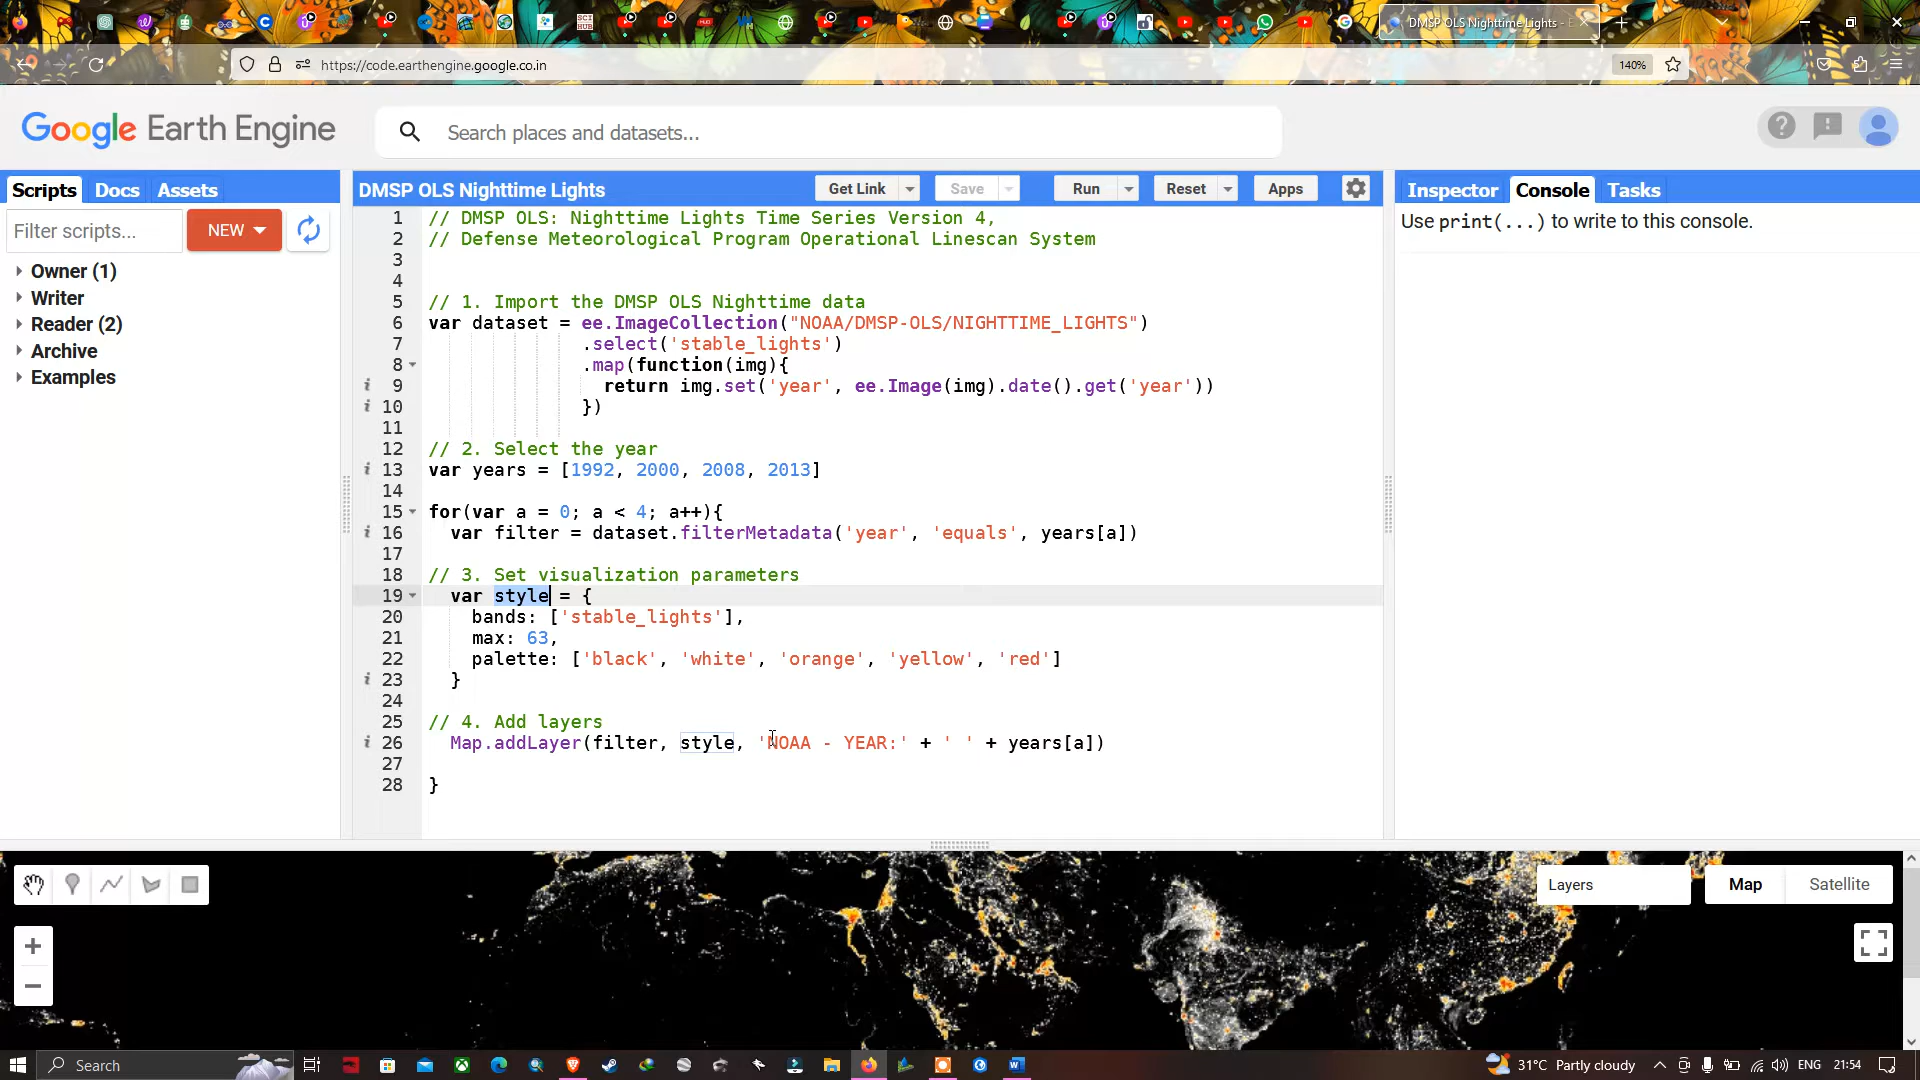 DMSP OLS Nighttime Lights - E
https://code.earthengine.google.co.in
140%
Google Earth Engine
Search places and datasets...
Scripts Docs Assets
DMSP OLS Nighttime Lights
Get Link Save Run Reset Apps
Inspector Console Tasks
Filter scripts... NEW
Use print(...) to write to this console.
Owner (1)
Writer
Reader (2)
Archive
Examples
1 // DMSP OLS: Nighttime Lights Time Series Version 4,
2 // Defense Meteorological Program Operational Linescan System
3
4
5 // 1. Import the DMSP OLS Nighttime data
6 var dataset = ee.ImageCollection("NOAA/DMSP-OLS/NIGHTTIME_LIGHTS")
7 .select('stable_lights')
8 .map(function(img){
i 9 return img.set('year', ee.Image(img).date().get('year'))
i 10 })
11
12 // 2. Select the year
i 13 var years = [1992, 2000, 2008, 2013]
14
15 for(var a = 0; a < 4; a++){
i 16 var filter = dataset.filterMetadata('year', 'equals', years[a])
17
18 // 3. Set visualization parameters
19 var style = {
20 bands: ['stable_lights'],
21 max: 63,
22 palette: ['black', 'white', 'orange', 'yellow', 'red']
i 23 }
24
25 // 4. Add layers
i 26 Map.addLayer(filter, style, 'NOAA - YEAR:' + ' ' + years[a])
27
28 }
Layers Map Satellite
Search
31°C Partly cloudy ENG 21:54